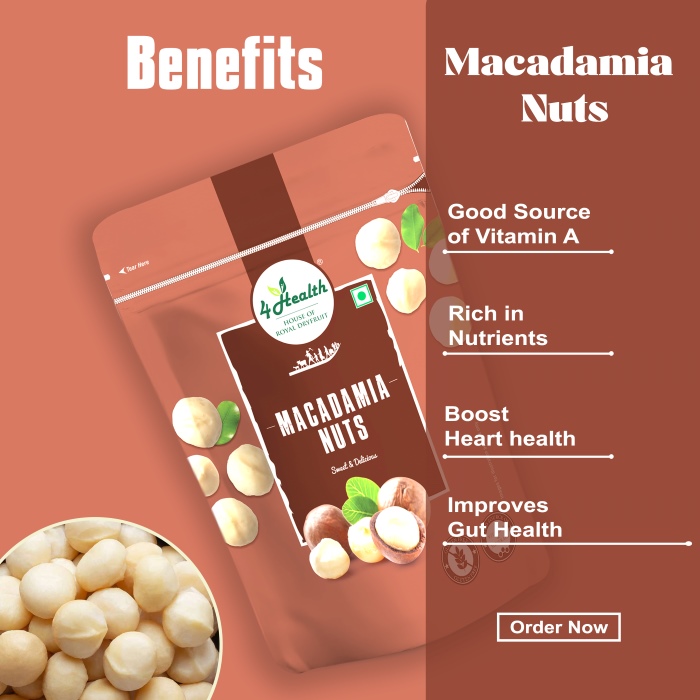 Benefits
Macadamia
Nuts
Good Source
of Vitamin A
Rich in
Nutrients
Boost
Heart health
Improves
Gut Health
Order Now
Tear Here
®
4Health
HOUSE OF
ROYAL DRYFRUIT
MACADAMIA
NUTS
Sweet & Delicious